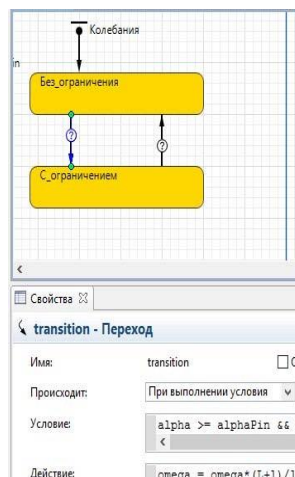 Колебания
in
Без_ограничения
?
?
С_ограничением
<
Свойства
transition - Переход
Имя: transition
Происходит: При выполнении условия
Условие: alpha >= alphaPin &&
<
Действие: omega = omega*(L+l)/l